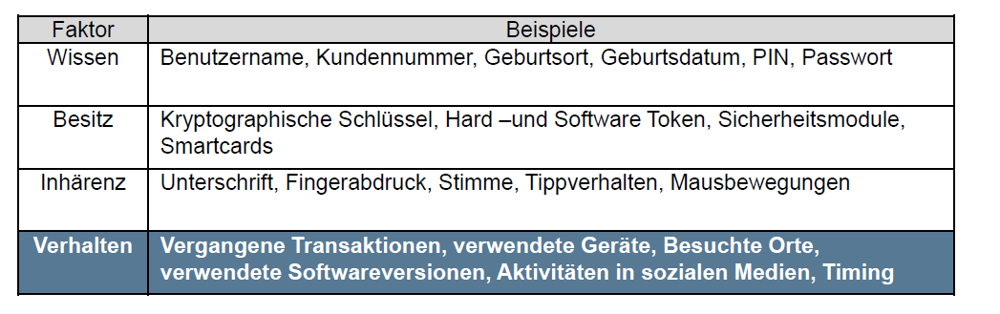 Faktor Beispiele
Wissen Benutzername, Kundennummer, Geburtsort, Geburtsdatum, PIN, Passwort
Besitz Kryptographische Schlüssel, Hard –und Software Token, Sicherheitsmodule,
Smartcards
Inhärenz Unterschrift, Fingerabdruck, Stimme, Tippverhalten, Mausbewegungen
Verhalten Vergangene Transaktionen, verwendete Geräte, Besuchte Orte,
verwendete Softwareversionen, Aktivitäten in sozialen Medien, Timing